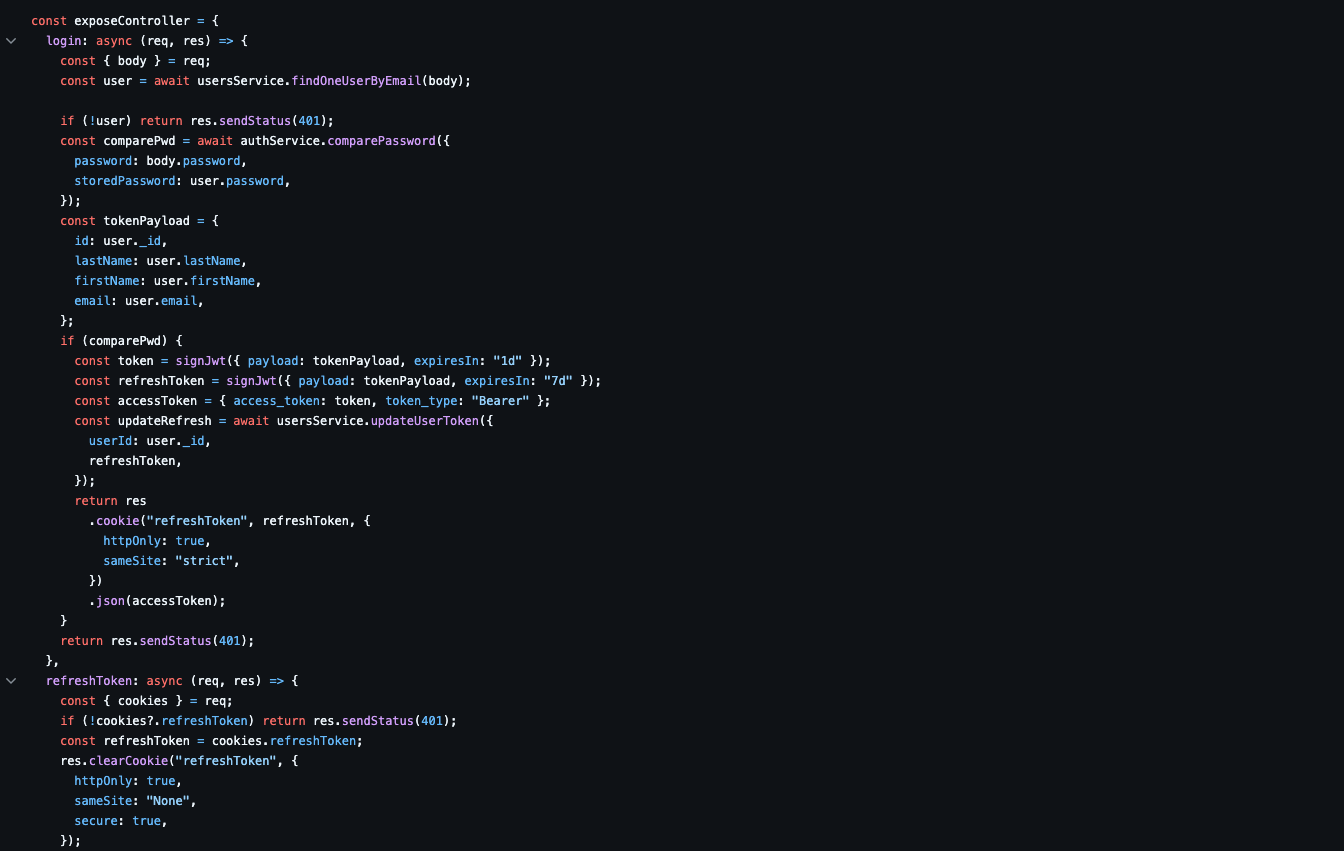 const exposeController = {
  login: async (req, res) => {
    const { body } = req;
    const user = await usersService.findOneUserByEmail(body);

    if (!user) return res.sendStatus(401);
    const comparePwd = await authService.comparePassword({
      password: body.password,
      storedPassword: user.password,
    });
    const tokenPayload = {
      id: user._id,
      lastName: user.lastName,
      firstName: user.firstName,
      email: user.email,
    };
    if (comparePwd) {
      const token = signJwt({ payload: tokenPayload, expiresIn: "1d" });
      const refreshToken = signJwt({ payload: tokenPayload, expiresIn: "7d" });
      const accessToken = { access_token: token, token_type: "Bearer" };
      const updateRefresh = await usersService.updateUserToken({
        userId: user._id,
        refreshToken,
      });
      return res
        .cookie("refreshToken", refreshToken, {
          httpOnly: true,
          sameSite: "strict",
        })
        .json(accessToken);
    }
    return res.sendStatus(401);
  },
  refreshToken: async (req, res) => {
    const { cookies } = req;
    if (!cookies?.refreshToken) return res.sendStatus(401);
    const refreshToken = cookies.refreshToken;
    res.clearCookie("refreshToken", {
      httpOnly: true,
      sameSite: "None",
      secure: true,
    });